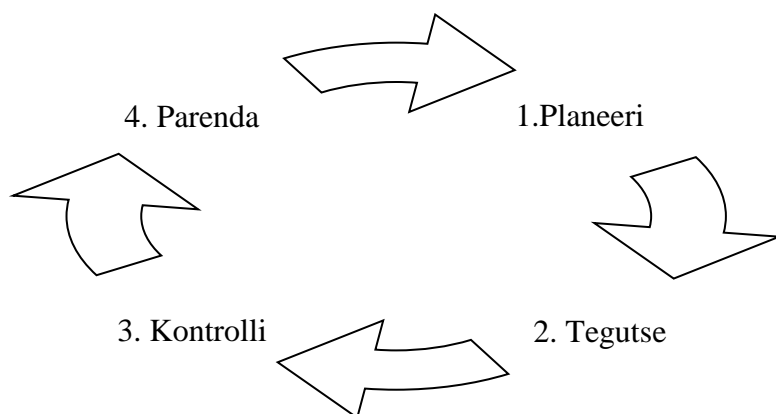 4. Parenda
1.Planeeri
3. Kontrolli
2. Tegutse